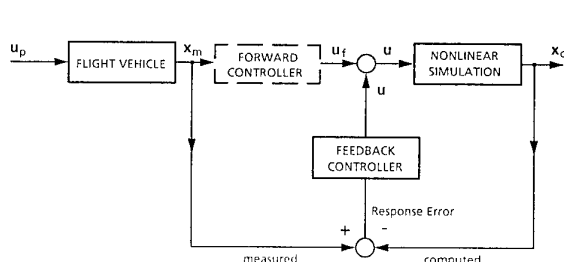 u_p
FLIGHT VEHICLE
x_m
FORWARD
CONTROLLER
u_f
u
NONLINEAR
SIMULATION
x_c
u
FEEDBACK
CONTROLLER
Response Error
+
-
measured
computed